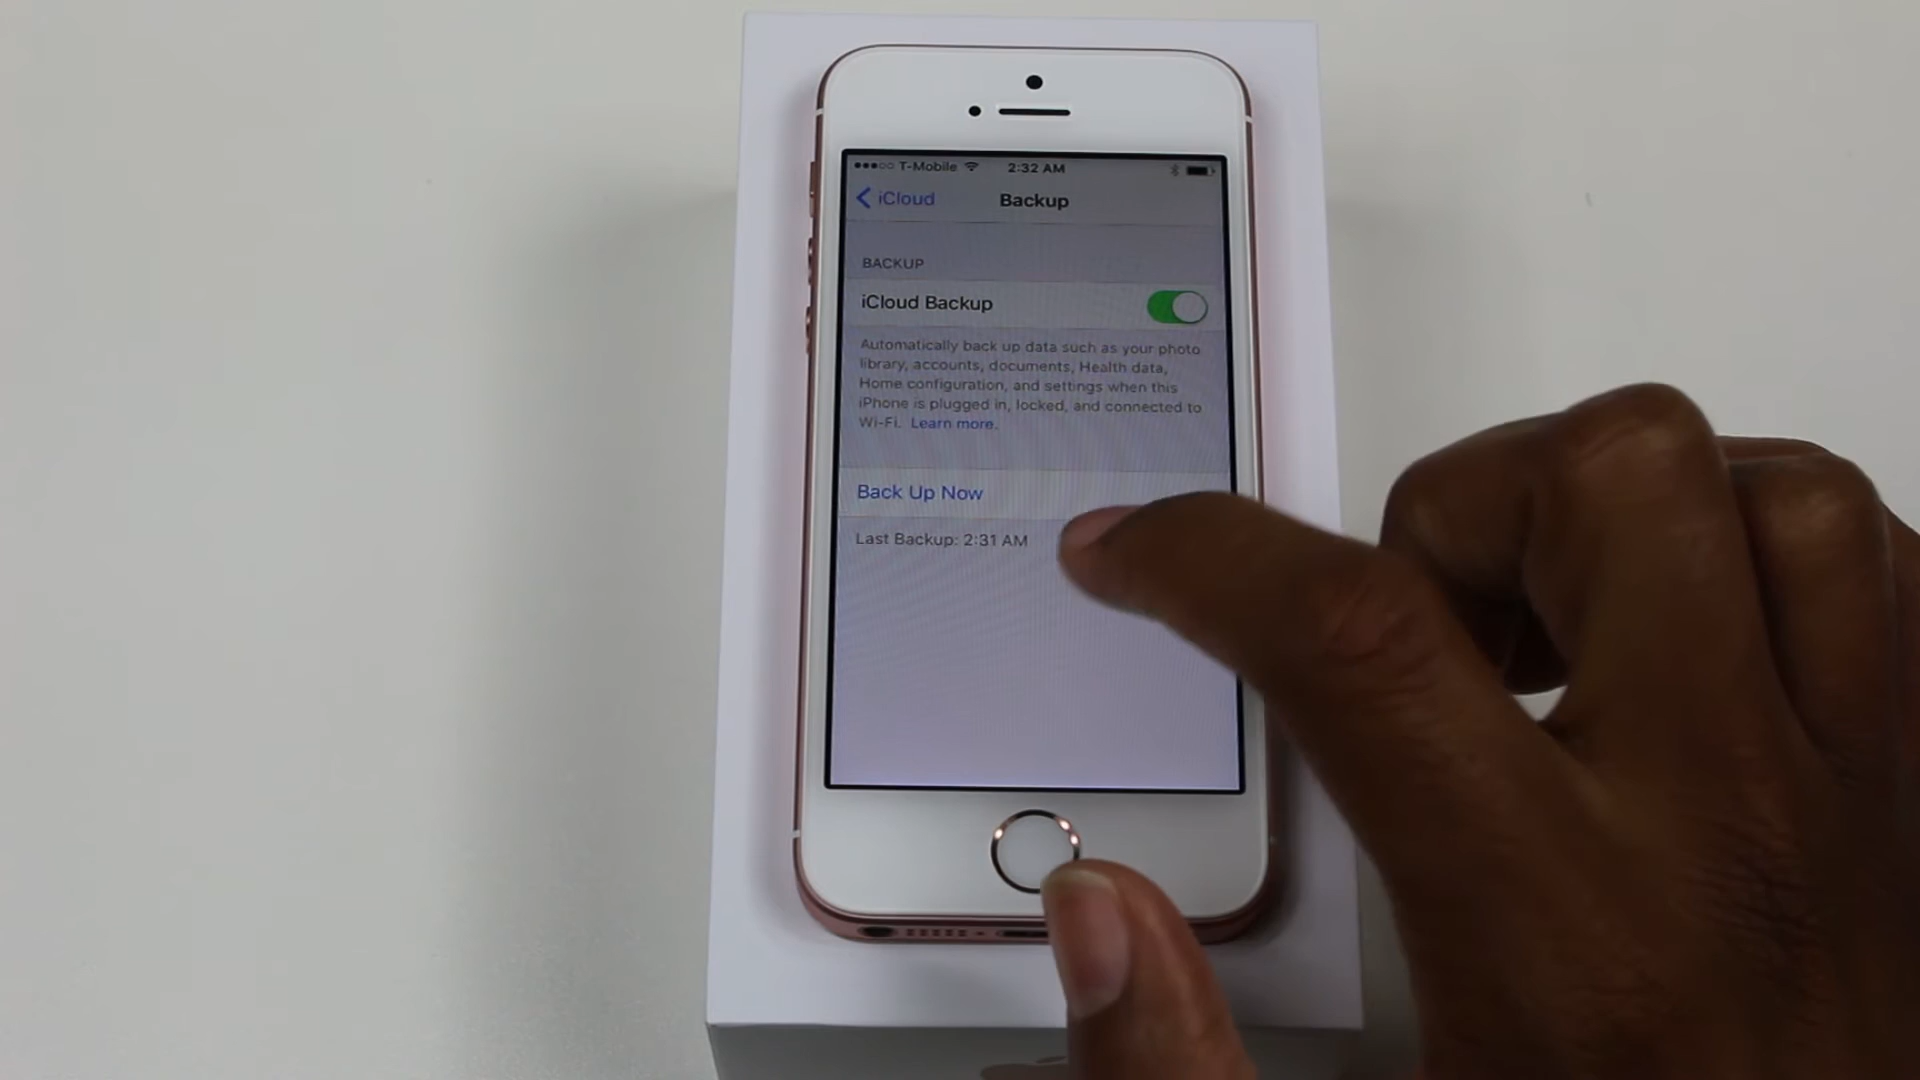 T-Mobile 2:32 AM
iCloud Backup
BACKUP
iCloud Backup
Automatically back up data such as your photo
library, accounts, documents, Health data,
Home configuration, and settings when this
iPhone is plugged in, locked, and connected to
Wi-Fi. Learn more.
Back Up Now
Last Backup: 2:31 AM